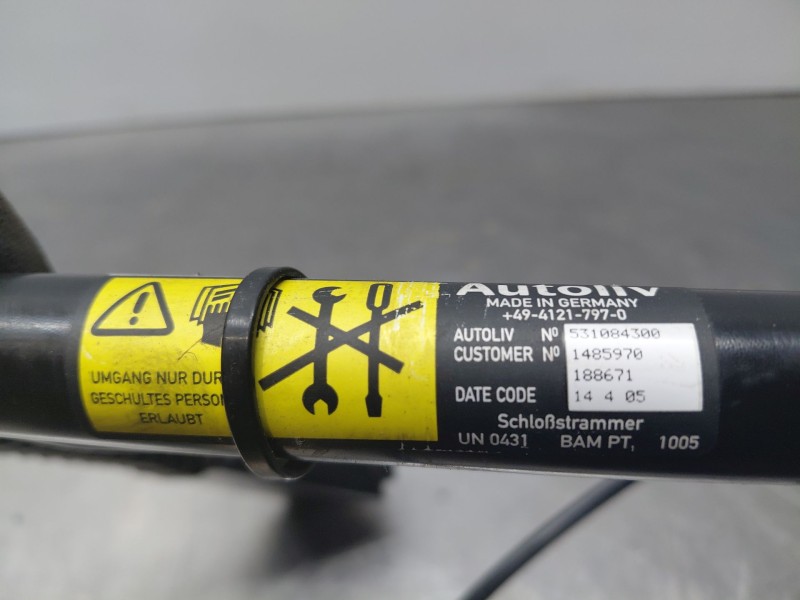 UMGANG NUR DUR
GESCHULTES PERSON
ERLAUBT
Autoliv
MADE IN GERMANY
+49-4121-797-0
AUTOLIV Nº 531084300
CUSTOMER Nº 1485970
188671
DATE CODE 14 4 05
Schloßstrammer
UN 0431 BAM PT, 1005